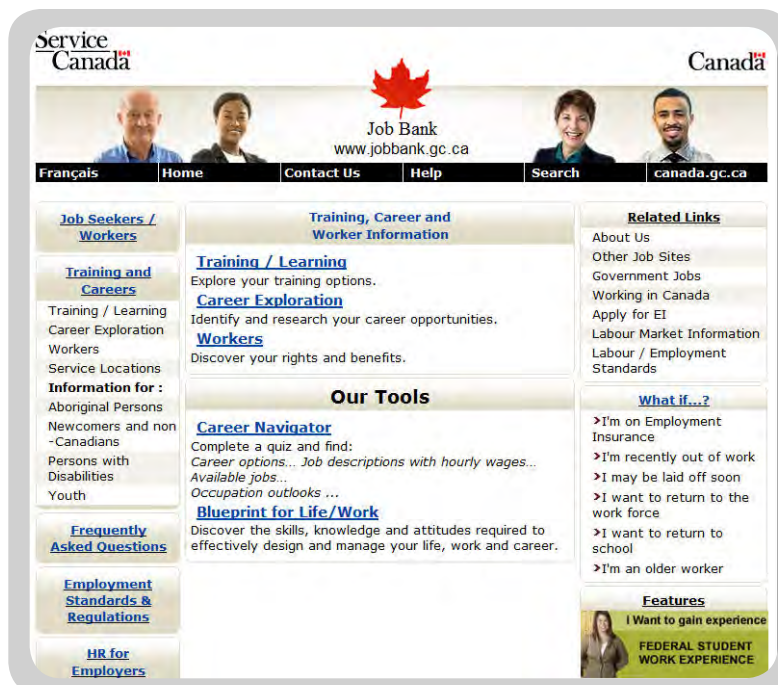 Service
Canada
Canada
Job Bank
www.jobbank.gc.ca
Français Home Contact Us Help Search canada.gc.ca
Job Seekers /
Workers
Training and
Careers
Training / Learning
Career Exploration
Workers
Service Locations
Information for :
Aboriginal Persons
Newcomers and non
-Canadians
Persons with
Disabilities
Youth
Frequently
Asked Questions
Employment
Standards &
Regulations
HR for
Employers
Training, Career and
Worker Information
Training / Learning
Explore your training options.
Career Exploration
Identify and research your career opportunities.
Workers
Discover your rights and benefits.
Our Tools
Career Navigator
Complete a quiz and find:
Career options... Job descriptions with hourly wages...
Available jobs...
Occupation outlooks ...
Blueprint for Life/Work
Discover the skills, knowledge and attitudes required to
effectively design and manage your life, work and career.
Related Links
About Us
Other Job Sites
Government Jobs
Working in Canada
Apply for EI
Labour Market Information
Labour / Employment
Standards
What if...?
>I'm on Employment
Insurance
>I'm recently out of work
>I may be laid off soon
>I want to return to the
work force
>I want to return to
school
>I'm an older worker
Features
I Want to gain experience
FEDERAL STUDENT
WORK EXPERIENCE